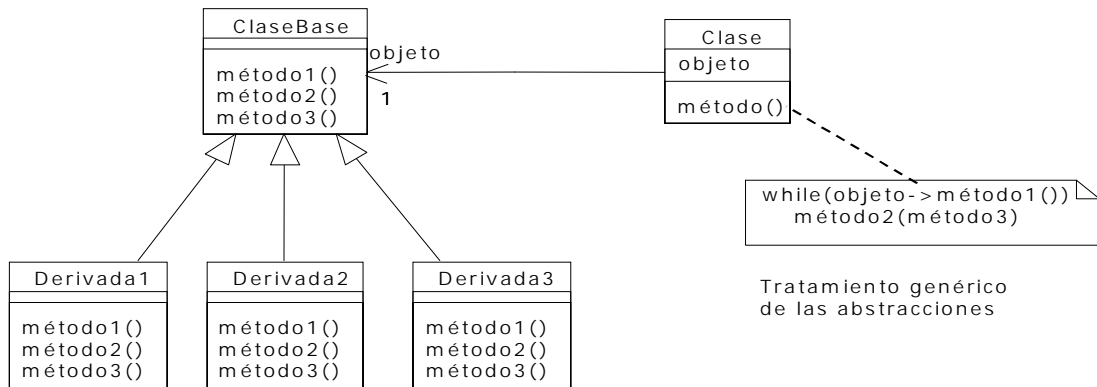 ClaseBase
método1()
método2()
método3()
objeto
1
Clase
objeto
método()
while(objeto->método1())
método2(método3)
Tratamiento genérico
de las abstracciones
Derivada1
método1()
método2()
método3()
Derivada2
método1()
método2()
método3()
Derivada3
método1()
método2()
método3()